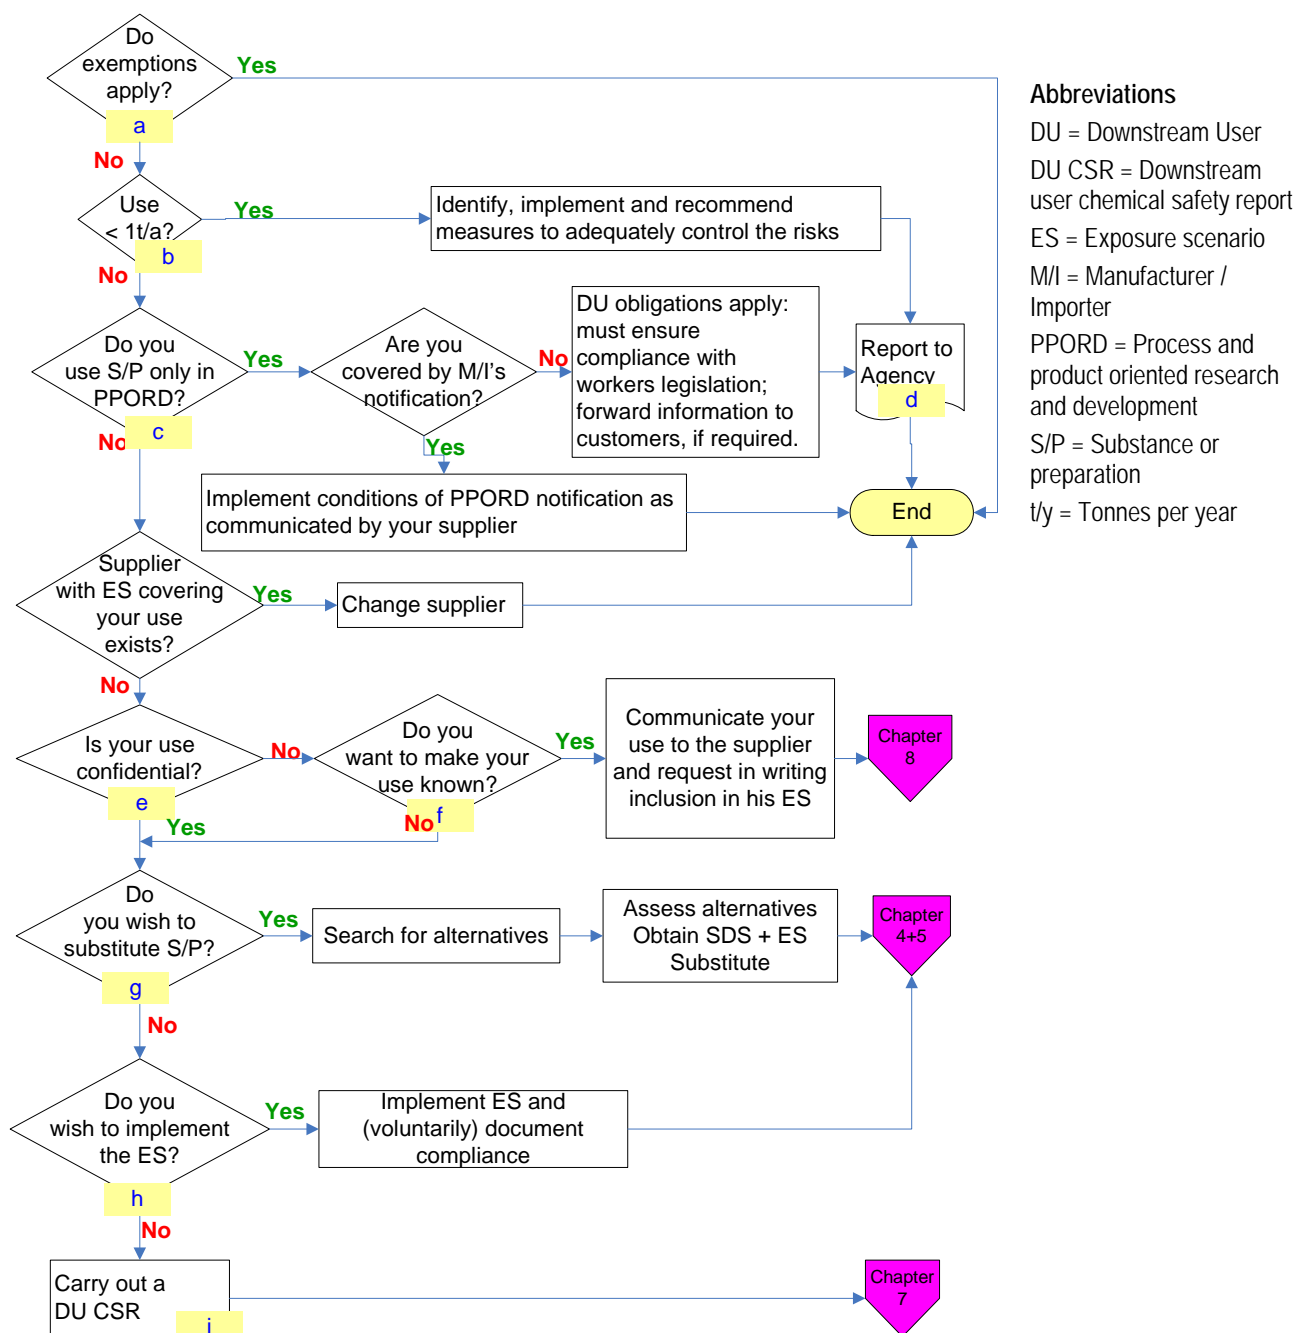 Do
exemptions
apply?
a
Yes
No
Use
< 1t/a?
b
Yes
No
Identify, implement and recommend
measures to adequately control the risks
Do you
use S/P only in
PPORD?
c
Yes
No
Are you
covered by M/I's
notification?
No
Yes
DU obligations apply:
must ensure
compliance with
workers legislation;
forward information to
customers, if required.
Report to
Agency
d
Implement conditions of PPORD notification as
communicated by your supplier
End
Supplier
with ES covering
your use
exists?
Yes
No
Change supplier
Is your use
confidential?
e
No
Yes
Do you
want to make your
use known?
f
Yes
No
Communicate your
use to the supplier
and request in writing
inclusion in his ES
Chapter
8
Do
you wish to
substitute S/P?
g
Yes
No
Search for alternatives
Assess alternatives
Obtain SDS + ES
Substitute
Chapter
4+5
Do you
wish to implement
the ES?
h
Yes
No
Implement ES and
(voluntarily) document
compliance
Carry out a
DU CSR
i
Chapter
7
Abbreviations
DU = Downstream User
DU CSR = Downstream
user chemical safety report
ES = Exposure scenario
M/I = Manufacturer /
Importer
PPORD = Process and
product oriented research
and development
S/P = Substance or
preparation
t/y = Tonnes per year